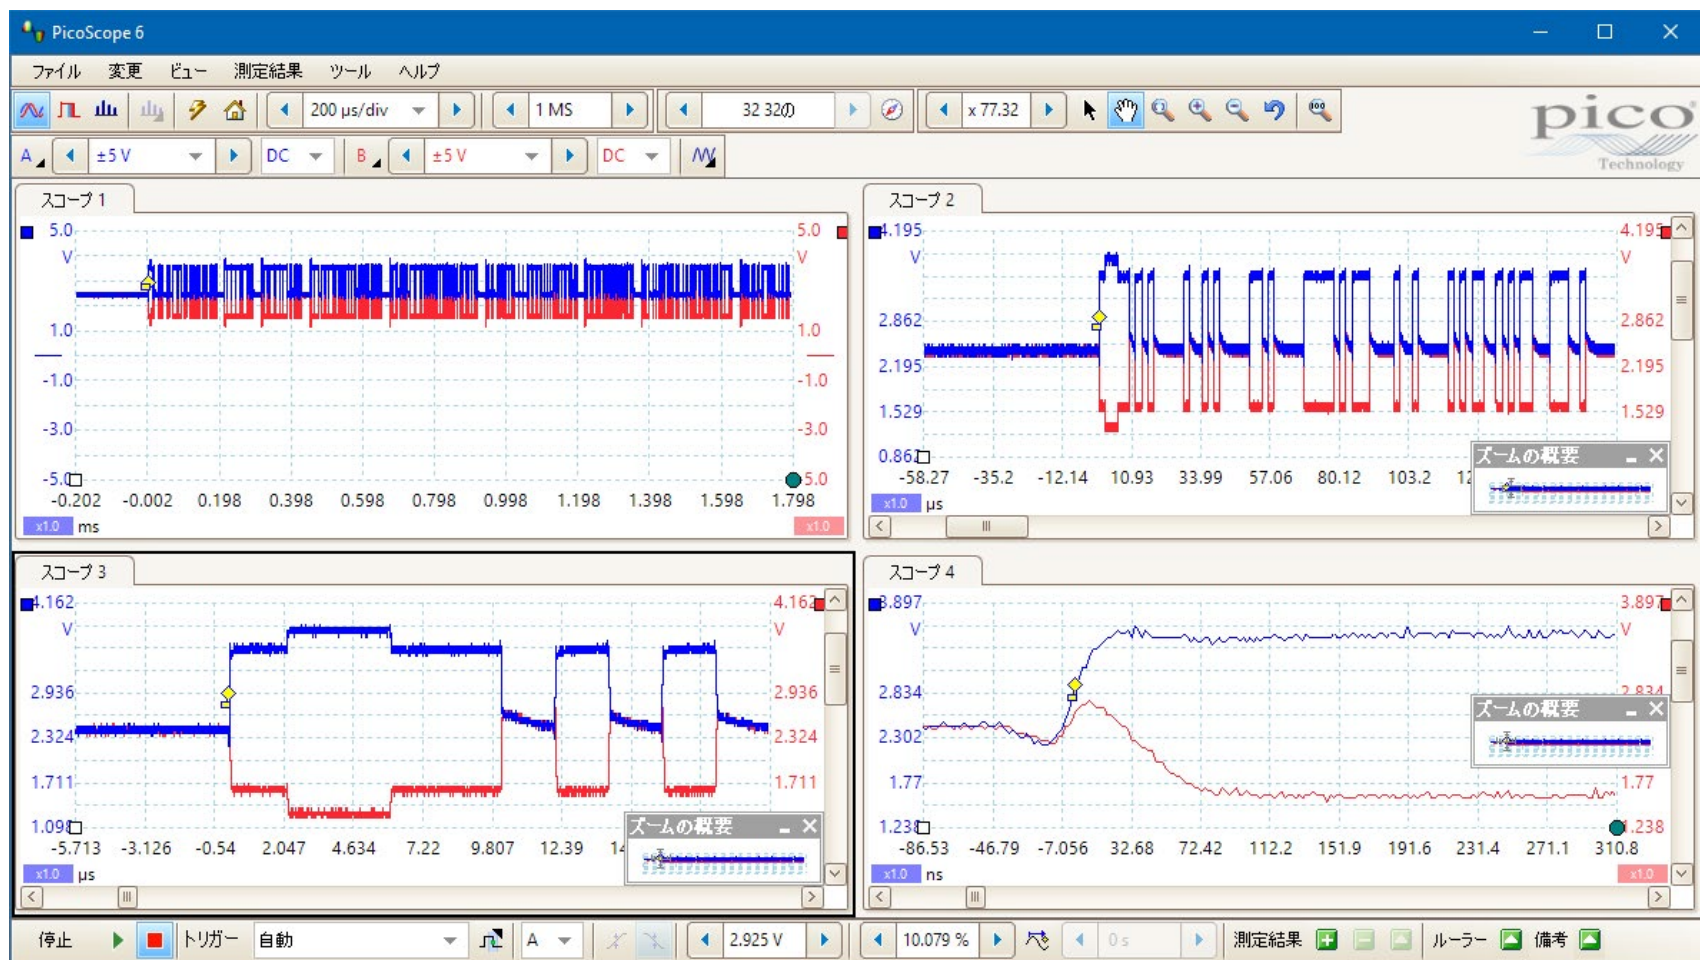 PicoScope 6
ファイル 変更 ビュー 測定結果 ツール ヘルプ
200 µs/div 1 MS 32 32の x 77.32
pico
Technology
A ±5 V DC B ±5 V DC
スコープ 1
5.0 5.0
V V
1.0 1.0
-1.0 -1.0
-3.0 -3.0
-5.0 5.0
-0.202 -0.002 0.198 0.398 0.598 0.798 0.998 1.198 1.398 1.598 1.798
x1.0 ms x1.0
スコープ 2
4.195 4.195
V V
2.862 2.862
2.195 2.195
1.529 1.529
0.862
-58.27 -35.2 -12.14 10.93 33.99 57.06 80.12 103.2 12
ズームの概要
x1.0 µs
スコープ 3
4.162 4.162
V V
2.936 2.936
2.324 2.324
1.711 1.711
1.098
-5.713 -3.126 -0.54 2.047 4.634 7.22 9.807 12.39 14
ズームの概要
x1.0 µs
スコープ 4
3.897 3.897
V V
2.834 2.834
2.302
1.77 1.77
1.238 1.238
-86.53 -46.79 -7.056 32.68 72.42 112.2 151.9 191.6 231.4 271.1 310.8
ズームの概要
x1.0 ns x1.0
停止 トリガー 自動 A 2.925 V 10.079 % 0 s 測定結果 ルーラー 備考